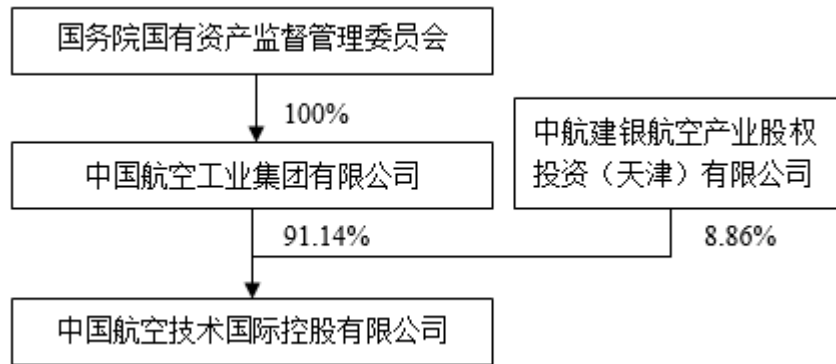 国务院国有资产监督管理委员会
100%
中航建银航空产业股权
投资（天津）有限公司
中国航空工业集团有限公司
91.14%
8.86%
中国航空技术国际控股有限公司